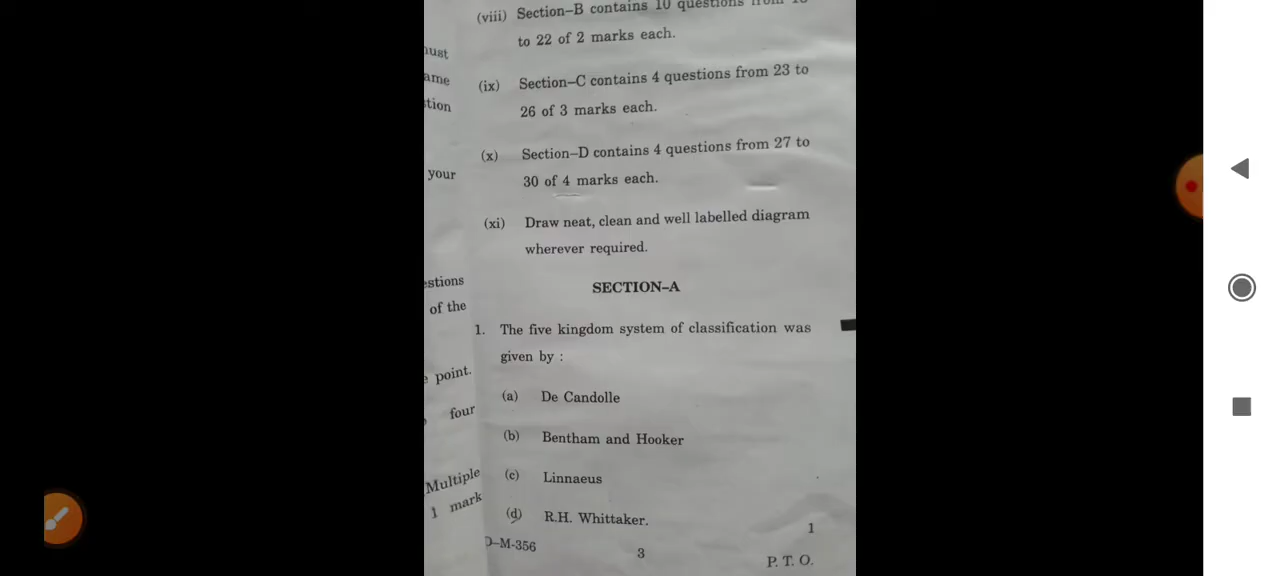 (viii) Section–B contains 10 questions from
to 22 of 2 marks each.
(ix) Section–C contains 4 questions from 23 to
26 of 3 marks each.
(x) Section–D contains 4 questions from 27 to
30 of 4 marks each.
(xi) Draw neat, clean and well labelled diagram
wherever required.
SECTION–A
1. The five kingdom system of classification was
given by :
(a) De Candolle
(b) Bentham and Hooker
(c) Linnaeus
(d) R.H. Whittaker.
1
–M-356
3
P. T. O.
ust
ame
stion
your
estions
of the
point.
four
Multiple
1 mark